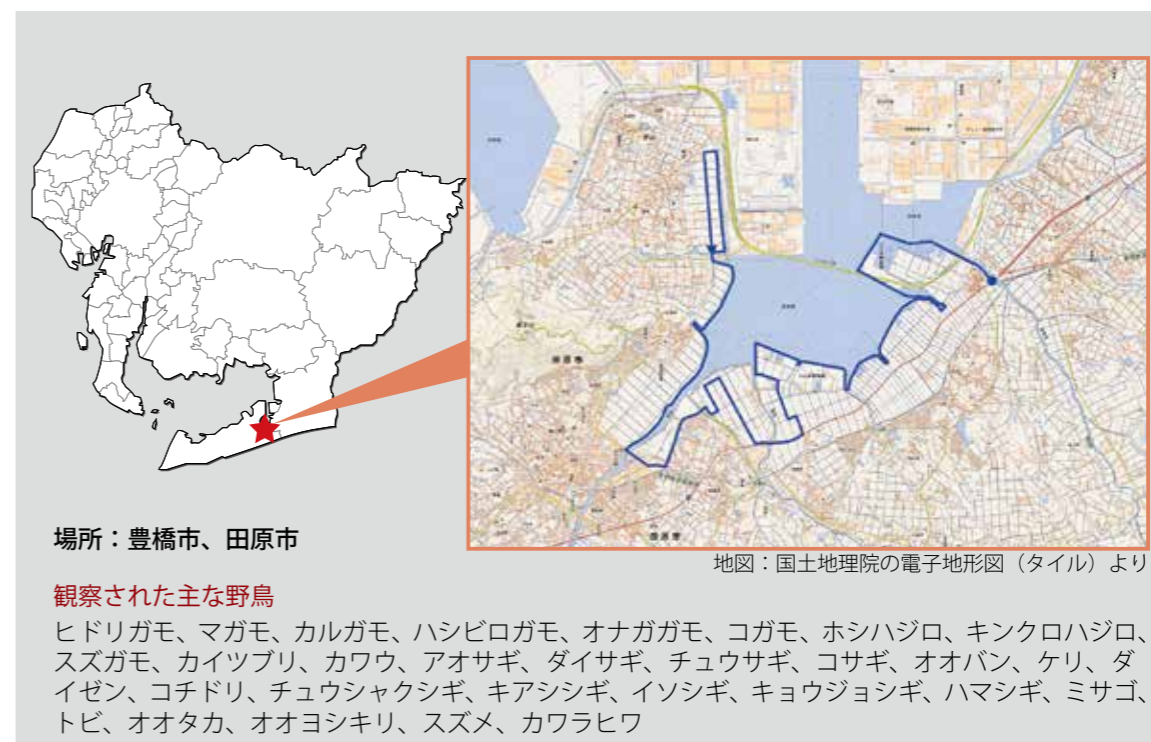 田原市
田原市
場所：豊橋市、田原市
地図：国土地理院の電子地形図（タイル）より
観察された主な野鳥
ヒドリガモ、マガモ、カルガモ、ハシビロガモ、オナガガモ、コガモ、ホシハジロ、キンクロハジロ、
スズガモ、カイツブリ、カワウ、アオサギ、ダイサギ、チュウサギ、コサギ、オオバン、ケリ、ダ
イゼン、コチドリ、チュウシャクシギ、キアシシギ、イソシギ、キョウジョシギ、ハマシギ、ミサゴ、
トビ、オオタカ、オオヨシキリ、スズメ、カワラヒワ